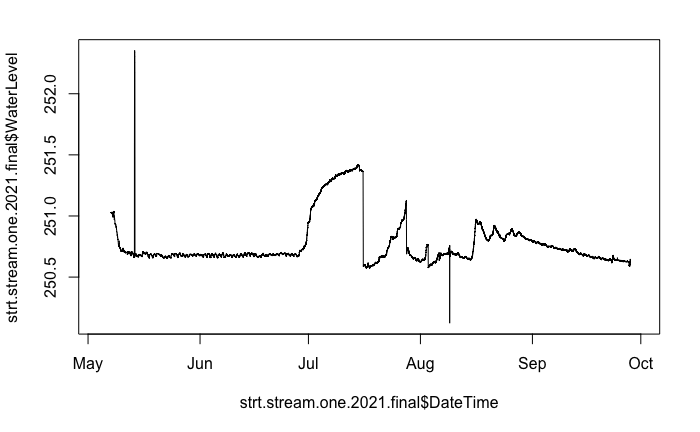 strt.stream.one.2021.final$WaterLevel
252.0
251.5
251.0
250.5
May Jun Jul Aug Sep Oct
strt.stream.one.2021.final$DateTime